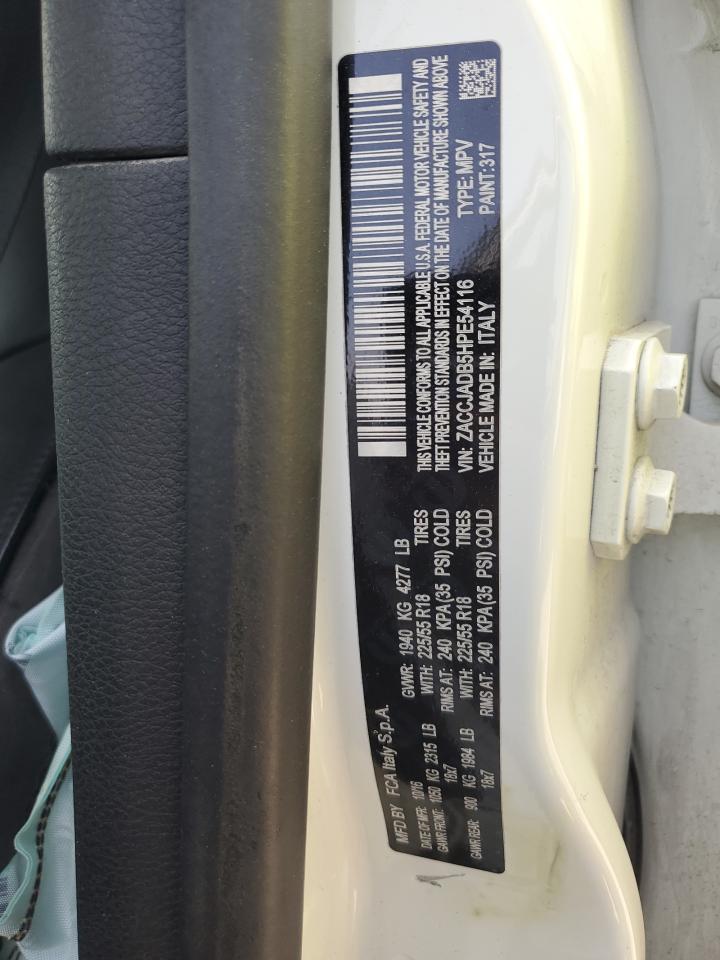 MFD BY FCA Italy S.p.A.
DATE OF MFR: 10/16 GVWR: 1940 KG 4277 LB
GAWR FRONT: 1050 KG 2315 LB WITH: 225/55 R18 TIRES
18x7 RIMS AT: 240 KPA(35 PSI) COLD
GAWR REAR: 900 KG 1984 LB WITH: 225/55 R18 TIRES
18x7 RIMS AT: 240 KPA(35 PSI) COLD
THIS VEHICLE CONFORMS TO ALL APPLICABLE U.S.A. FEDERAL MOTOR VEHICLE SAFETY AND
THEFT PREVENTION STANDARDS IN EFFECT ON THE DATE OF MANUFACTURE SHOWN ABOVE
VIN: ZACCJADB5HPE54116 TYPE: MPV
VEHICLE MADE IN: ITALY PAINT: 317